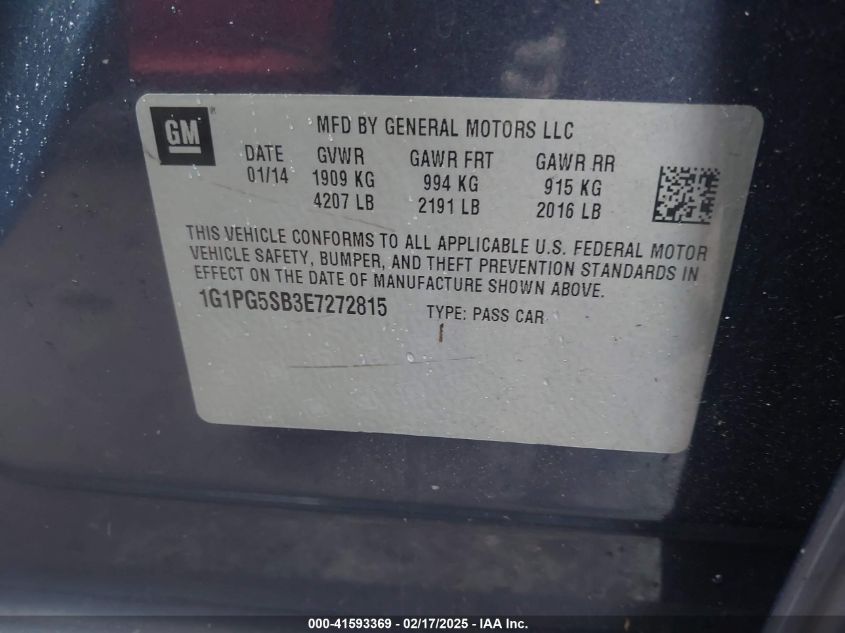 GM
MFD BY GENERAL MOTORS LLC
DATE GVWR GAWR FRT GAWR RR
01/14 1909 KG 994 KG 915 KG
4207 LB 2191 LB 2016 LB
THIS VEHICLE CONFORMS TO ALL APPLICABLE U.S. FEDERAL MOTOR
VEHICLE SAFETY, BUMPER, AND THEFT PREVENTION STANDARDS IN
EFFECT ON THE DATE OF MANUFACTURE SHOWN ABOVE.
1G1PG5SB3E7272815 TYPE: PASS CAR
000-41593369 - 02/17/2025 - IAA Inc.